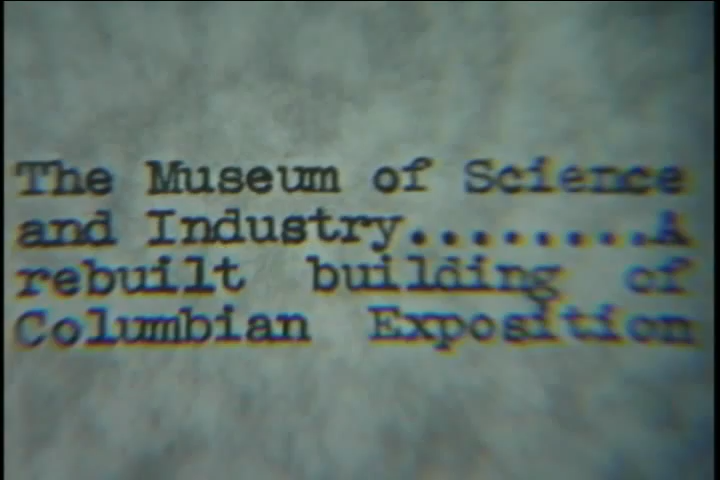 The Museum of Science
and Industry.........A
rebuilt building of
Columbian Exposition